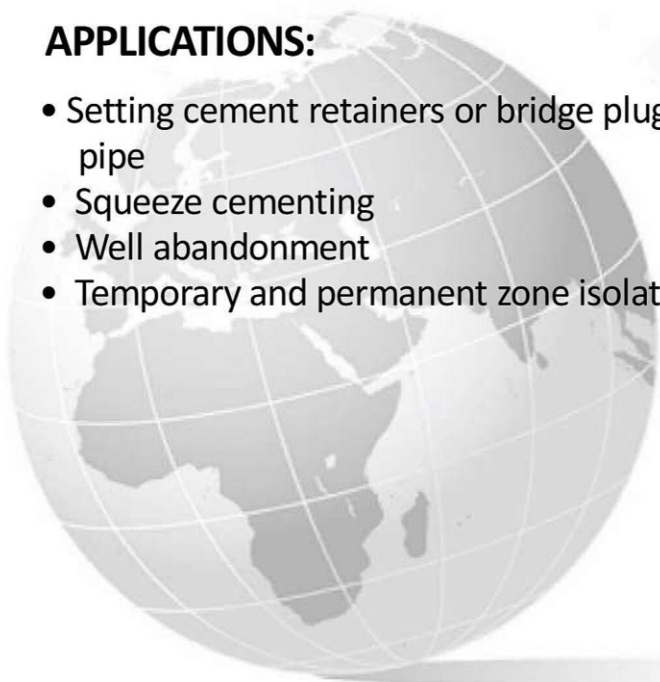 APPLICATIONS:
• Setting cement retainers or bridge plug
pipe
• Squeeze cementing
• Well abandonment
• Temporary and permanent zone isolat